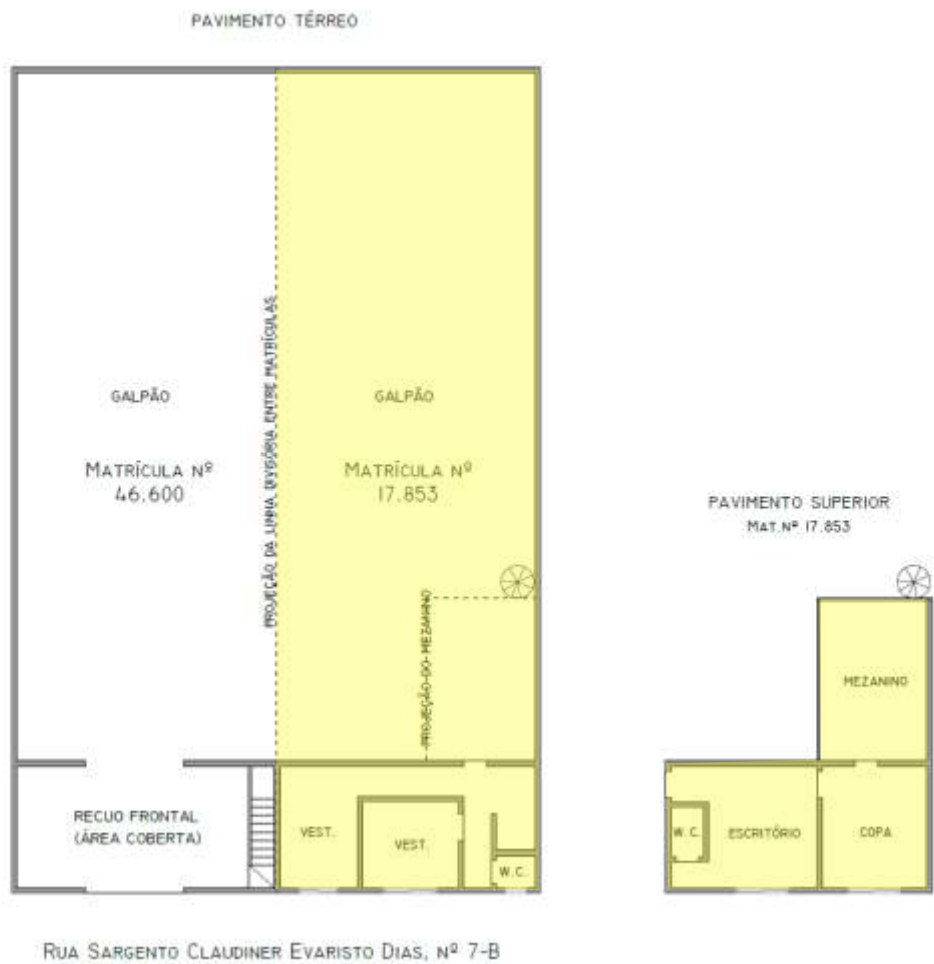 PAVIMENTO TÉRREO
PROJEÇÃO DA LINHA DIVISÓRIA ENTRE MATRÍCULAS
GALPÃO
MATRÍCULA Nº
46.600
GALPÃO
MATRÍCULA Nº
17.853
PROJEÇÃO DO MEZANINO
RECUO FRONTAL
(ÁREA COBERTA)
VEST.
VEST.
W.C.
PAVIMENTO SUPERIOR
MAT.Nº 17.853
MEZANINO
W.C.
ESCRITÓRIO
COPA
RUA SARGENTO CLAUDINER EVARISTO DIAS, Nº 7-B